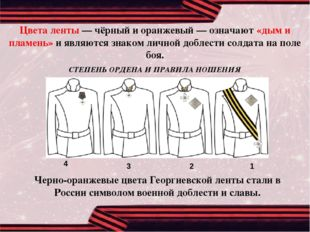 Цвета ленты — чёрный и оранжевый — означают «дым и
пламень» и являются знаком личной доблести солдата на поле
боя.
СТЕПЕНЬ ОРДЕНА И ПРАВИЛА НОШЕНИЯ
4 3 2 1
Черно-оранжевые цвета Георгиевской ленты стали в
России символом военной доблести и славы.